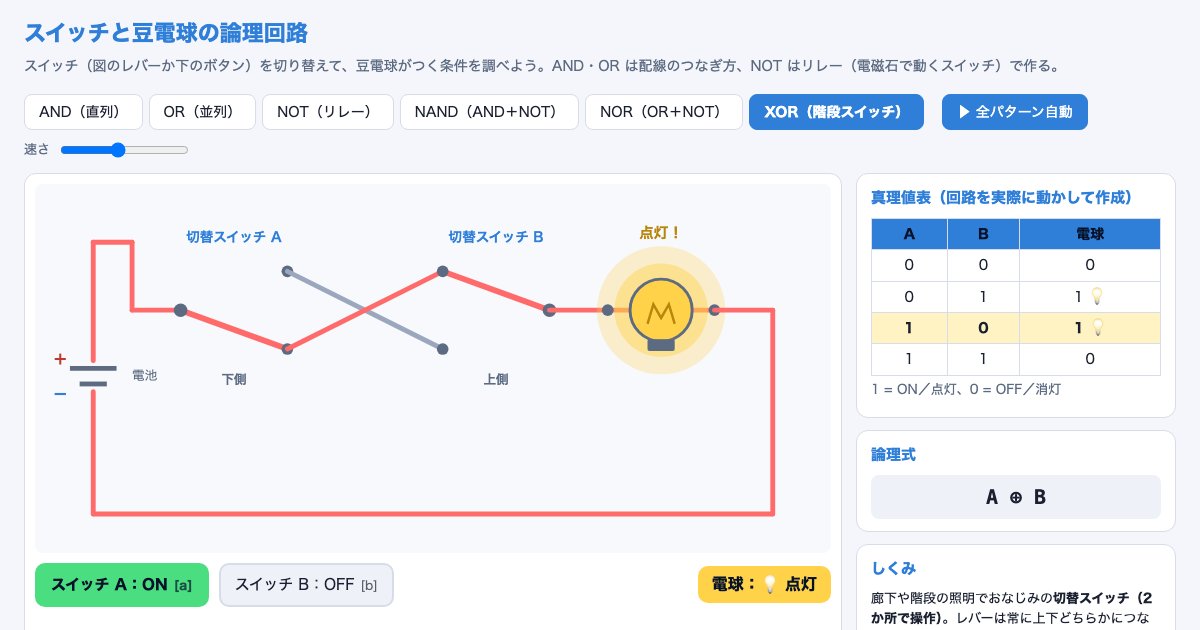 スイッチと豆電球の論理回路
スイッチ（図のレバーか下のボタン）を切り替えて、豆電球がつく条件を調べよう。AND・OR は配線のつなぎ方、NOT はリレー（電磁石で動くスイッチ）で作る。
AND（直列） OR（並列） NOT（リレー） NAND（AND＋NOT） NOR（OR＋NOT） XOR（階段スイッチ） ▶ 全パターン自動
速さ
切替スイッチ A
切替スイッチ B
点灯！
+
−
電池
下側
上側
スイッチ A：ON [a]
スイッチ B：OFF [b]
電球：💡 点灯
真理値表（回路を実際に動かして作成）
A B 電球
0 0 0
0 1 1 💡
1 0 1 💡
1 1 0
1 = ON／点灯、0 = OFF／消灯
論理式
A ⊕ B
しくみ
廊下や階段の照明でおなじみの切替スイッチ（2
か所で操作）。レバーは常に上下どちらかにつな